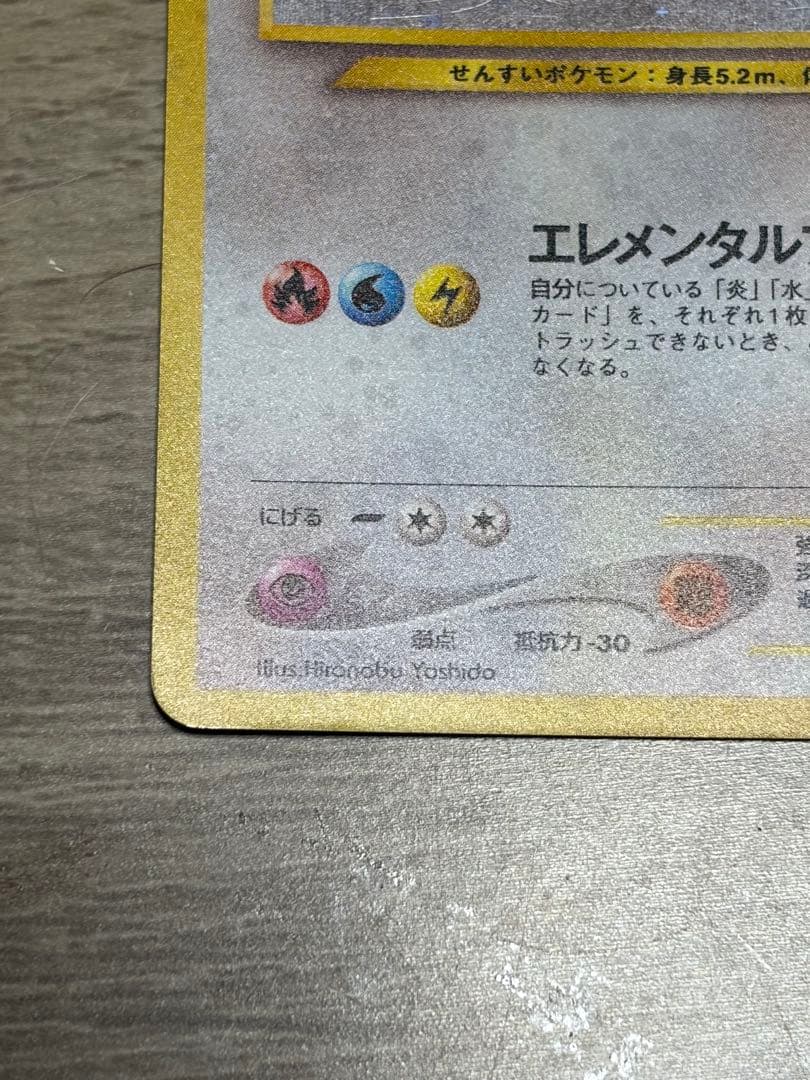 せんすいポケモン：身長5.2m、
エレメンタル
自分についている「炎」「水
カード」を、それぞれ1枚
トラッシュできないとき、
なくなる。
にげる
弱点 抵抗力-30
Illus.Hironobu Yoshida